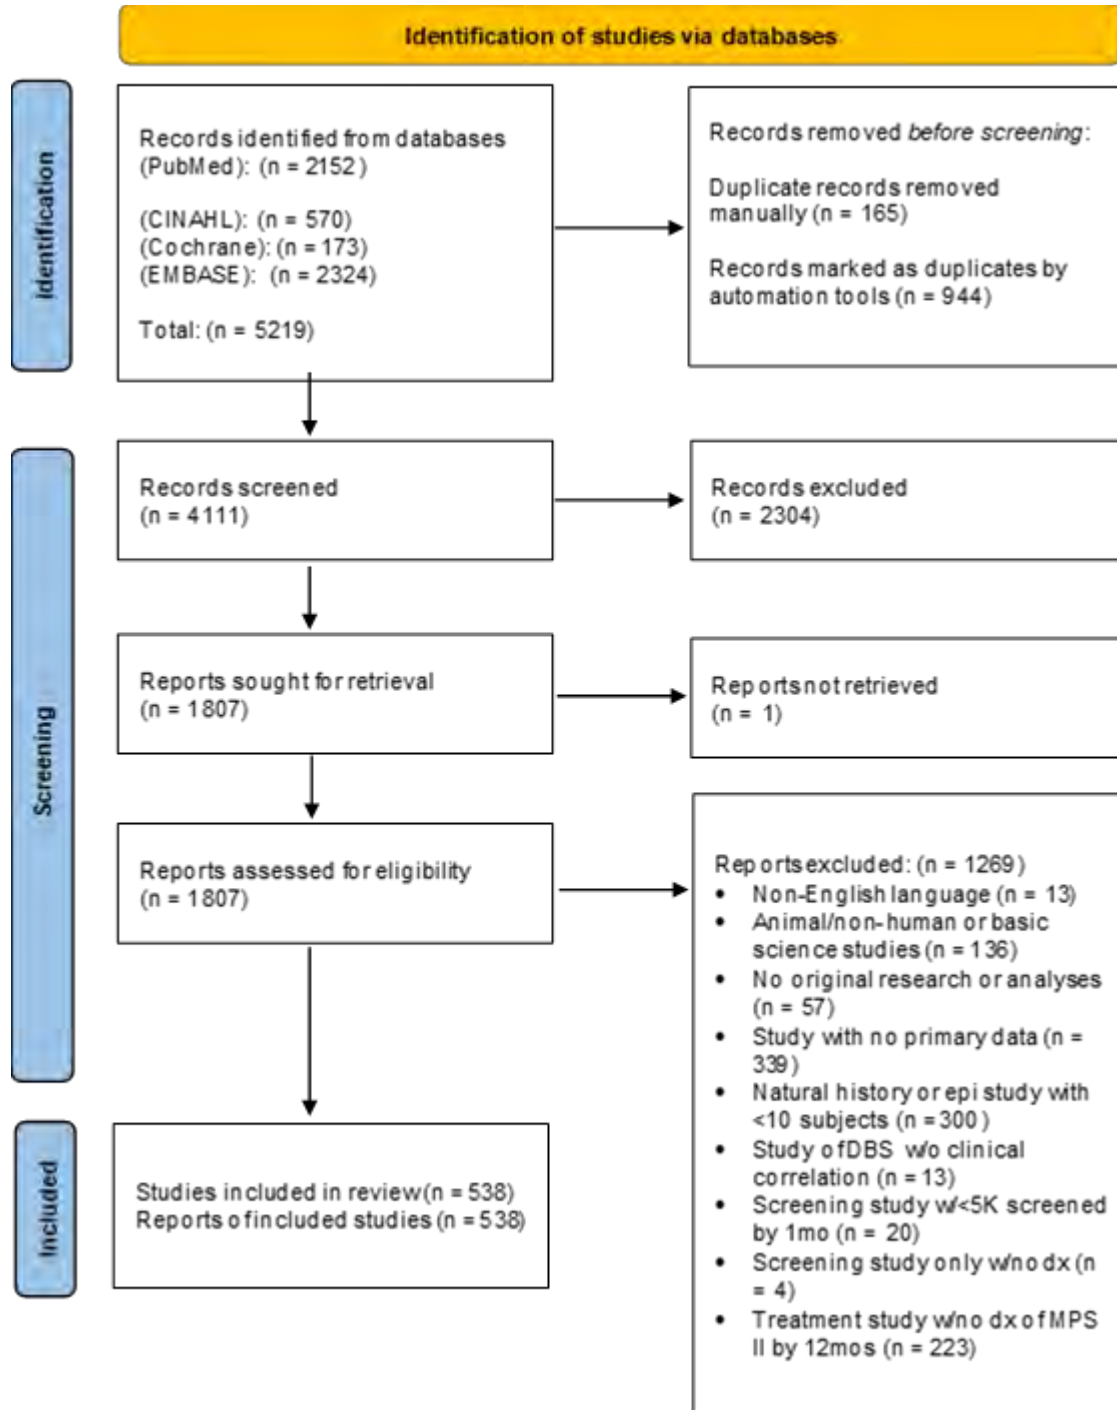 Identification of studies via databases
Identification
Records identified from databases
(PubMed): (n = 2152)
(CINAHL): (n = 570)
(Cochrane): (n = 173)
(EMBASE): (n = 2324)
Total: (n = 5219)
Records removed before screening:
Duplicate records removed
manually (n = 165)
Records marked as duplicates by
automation tools (n = 944)
Screening
Records screened
(n = 4111)
Records excluded
(n = 2304)
Reports sought for retrieval
(n = 1807)
Reports not retrieved
(n = 1)
Reports assessed for eligibility
(n = 1807)
Reports excluded: (n = 1269)
• Non-English language (n = 13)
• Animal/non-human or basic
science studies (n = 136)
• No original research or analyses
(n = 57)
• Study with no primary data (n =
339)
• Natural history or epi study with
<10 subjects (n = 300)
• Study of DBS w/o clinical
correlation (n = 13)
• Screening study w/<5K screened
by 1mo (n = 20)
• Screening study only w/no dx (n
= 4)
• Treatment study w/no dx of MPS
II by 12mos (n = 223)
Included
Studies included in review (n = 538)
Reports of included studies (n = 538)